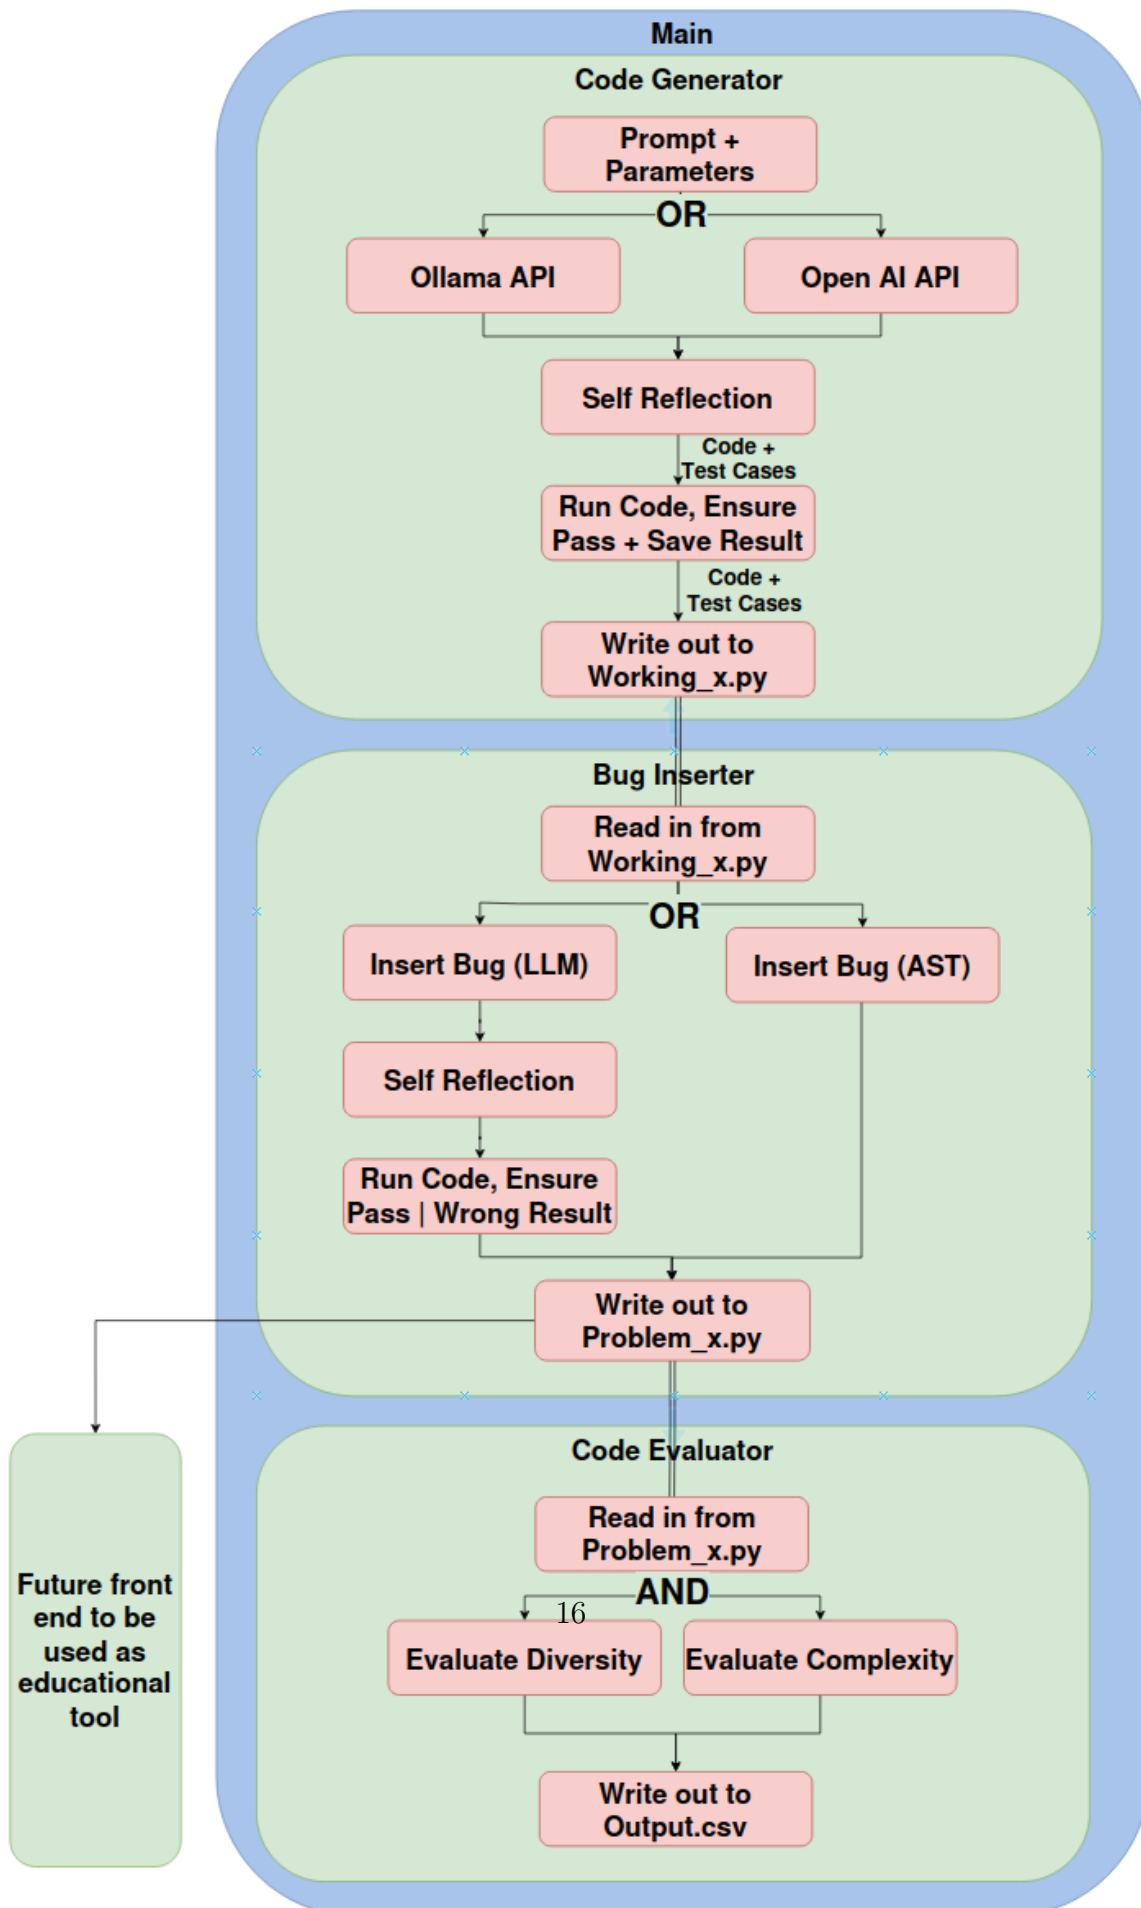 Main
Code Generator
Prompt +
Parameters
OR
Ollama API
Open AI API
Self Reflection
Code +
Test Cases
Run Code, Ensure
Pass + Save Result
Code +
Test Cases
Write out to
Working_x.py
Bug Inserter
Read in from
Working_x.py
OR
Insert Bug (LLM)
Insert Bug (AST)
Self Reflection
Run Code, Ensure
Pass | Wrong Result
Write out to
Problem_x.py
Code Evaluator
Read in from
Problem_x.py
AND
16
Evaluate Diversity
Evaluate Complexity
Write out to
Output.csv
Future front
end to be
used as
educational
tool